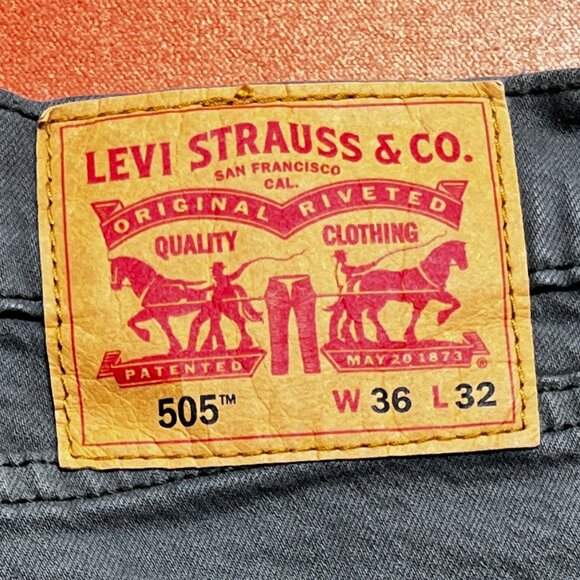 LEVI STRAUSS & CO.
SAN FRANCISCO
CAL.
ORIGINAL RIVETED
QUALITY CLOTHING
PATENTED MAY 20 1873 ®
505™ W 36 L 32